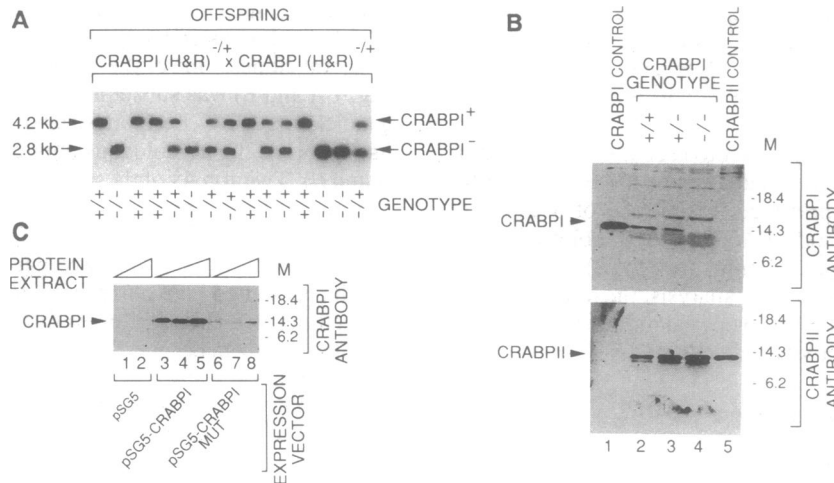 A
OFFSPRING
CRABPI (H&R) -/+ x CRABPI (H&R) -/+
4.2 kb
CRABPI+
2.8 kb
CRABPI-
+/+ -/- +/+ +/+ +/- -/- +/- -/+ +/+ +/- +/- -/- -/- +/-
GENOTYPE
C
PROTEIN
EXTRACT
M
CRABPI
-18.4
-14.3
- 6.2
CRABPI
ANTIBODY
1 2 3 4 5 6 7 8
pSG5
pSG5-CRABPI
pSG5-CRABPI
MUT
EXPRESSION
VECTOR
B
CRABPI CONTROL
CRABPI
GENOTYPE
+/+
+/-
-/-
CRABPII CONTROL
M
CRABPI
-18.4
-14.3
- 6.2
CRABPI
ANTIBODY
CRABPII
-18.4
-14.3
-6.2
CRABPII
ANTIBODY
1 2 3 4 5